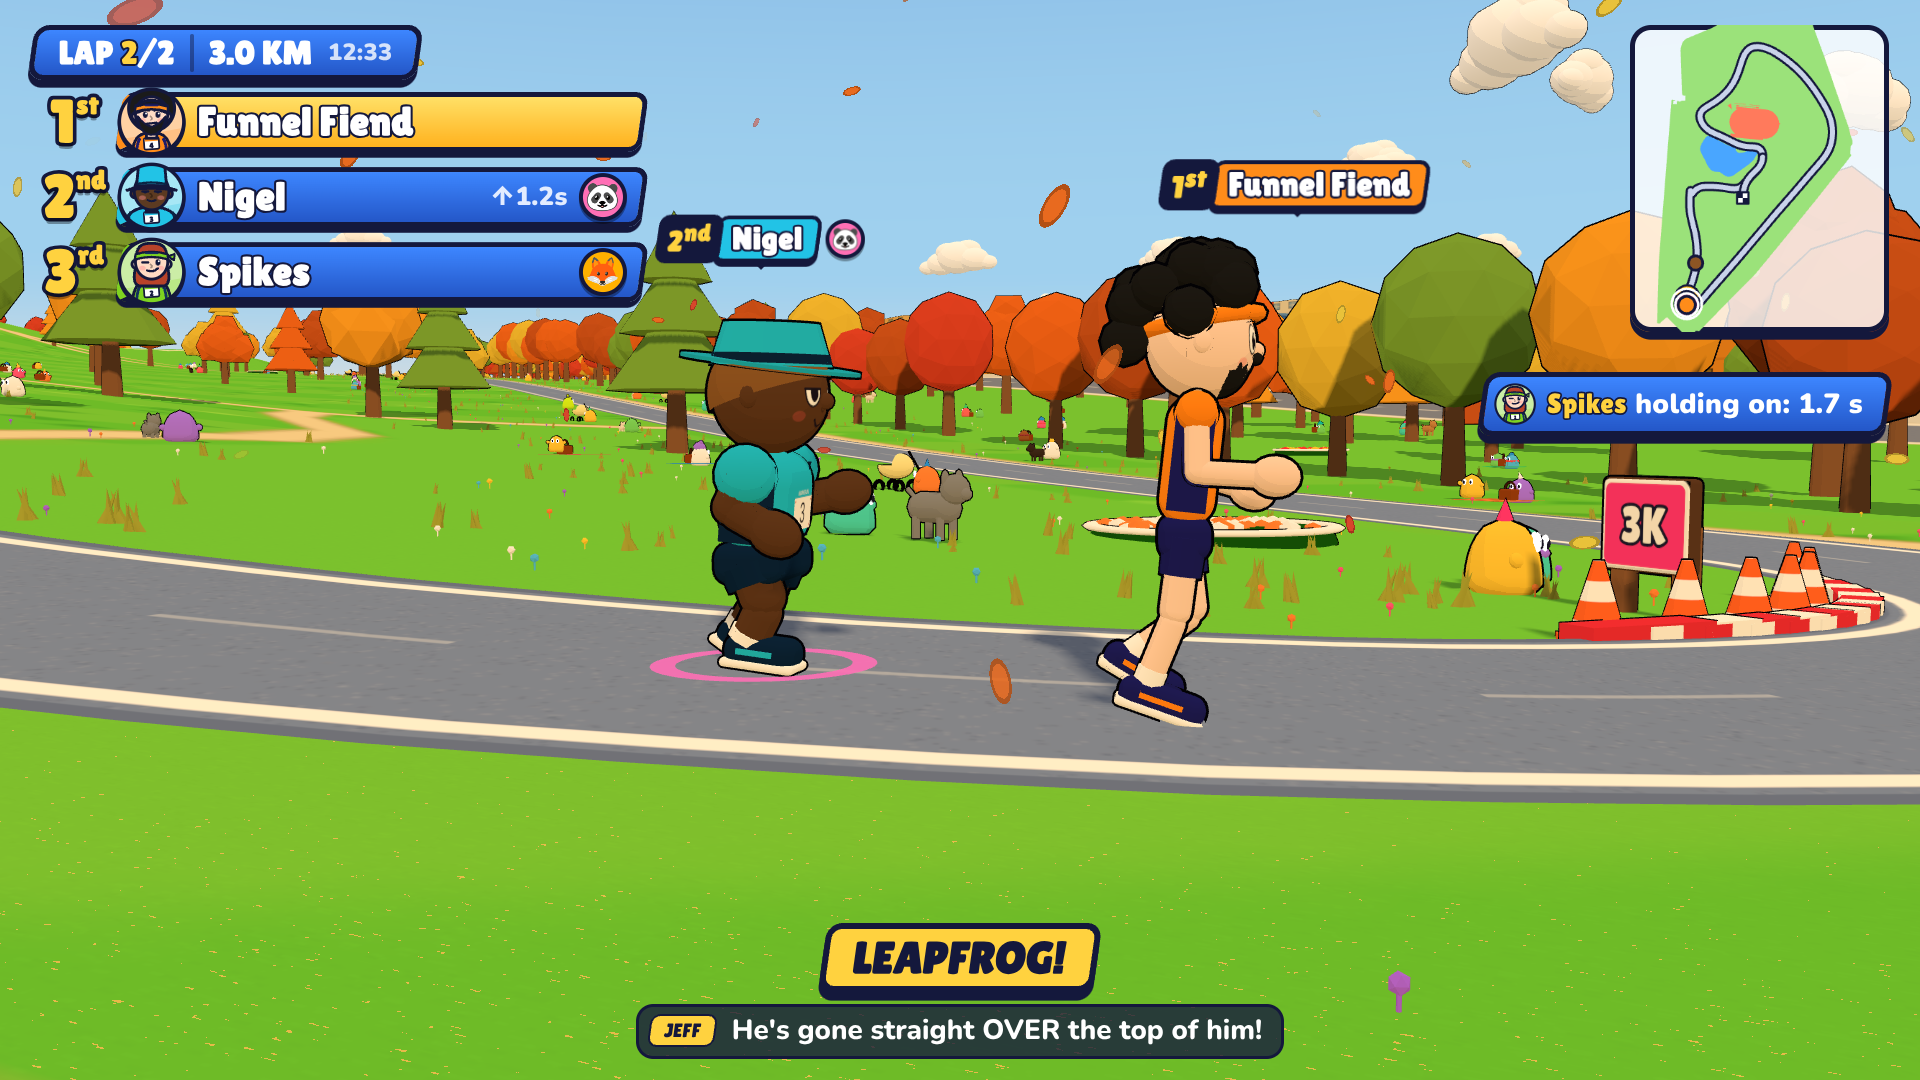 LAP 2/2 3.0 KM 12:33
1st Funnel Fiend
2nd Nigel ↑1.2s
3rd Spikes
2nd Nigel
1st Funnel Fiend
Spikes holding on: 1.7 s
3K
3
LEAPFROG!
JEFF He's gone straight OVER the top of him!